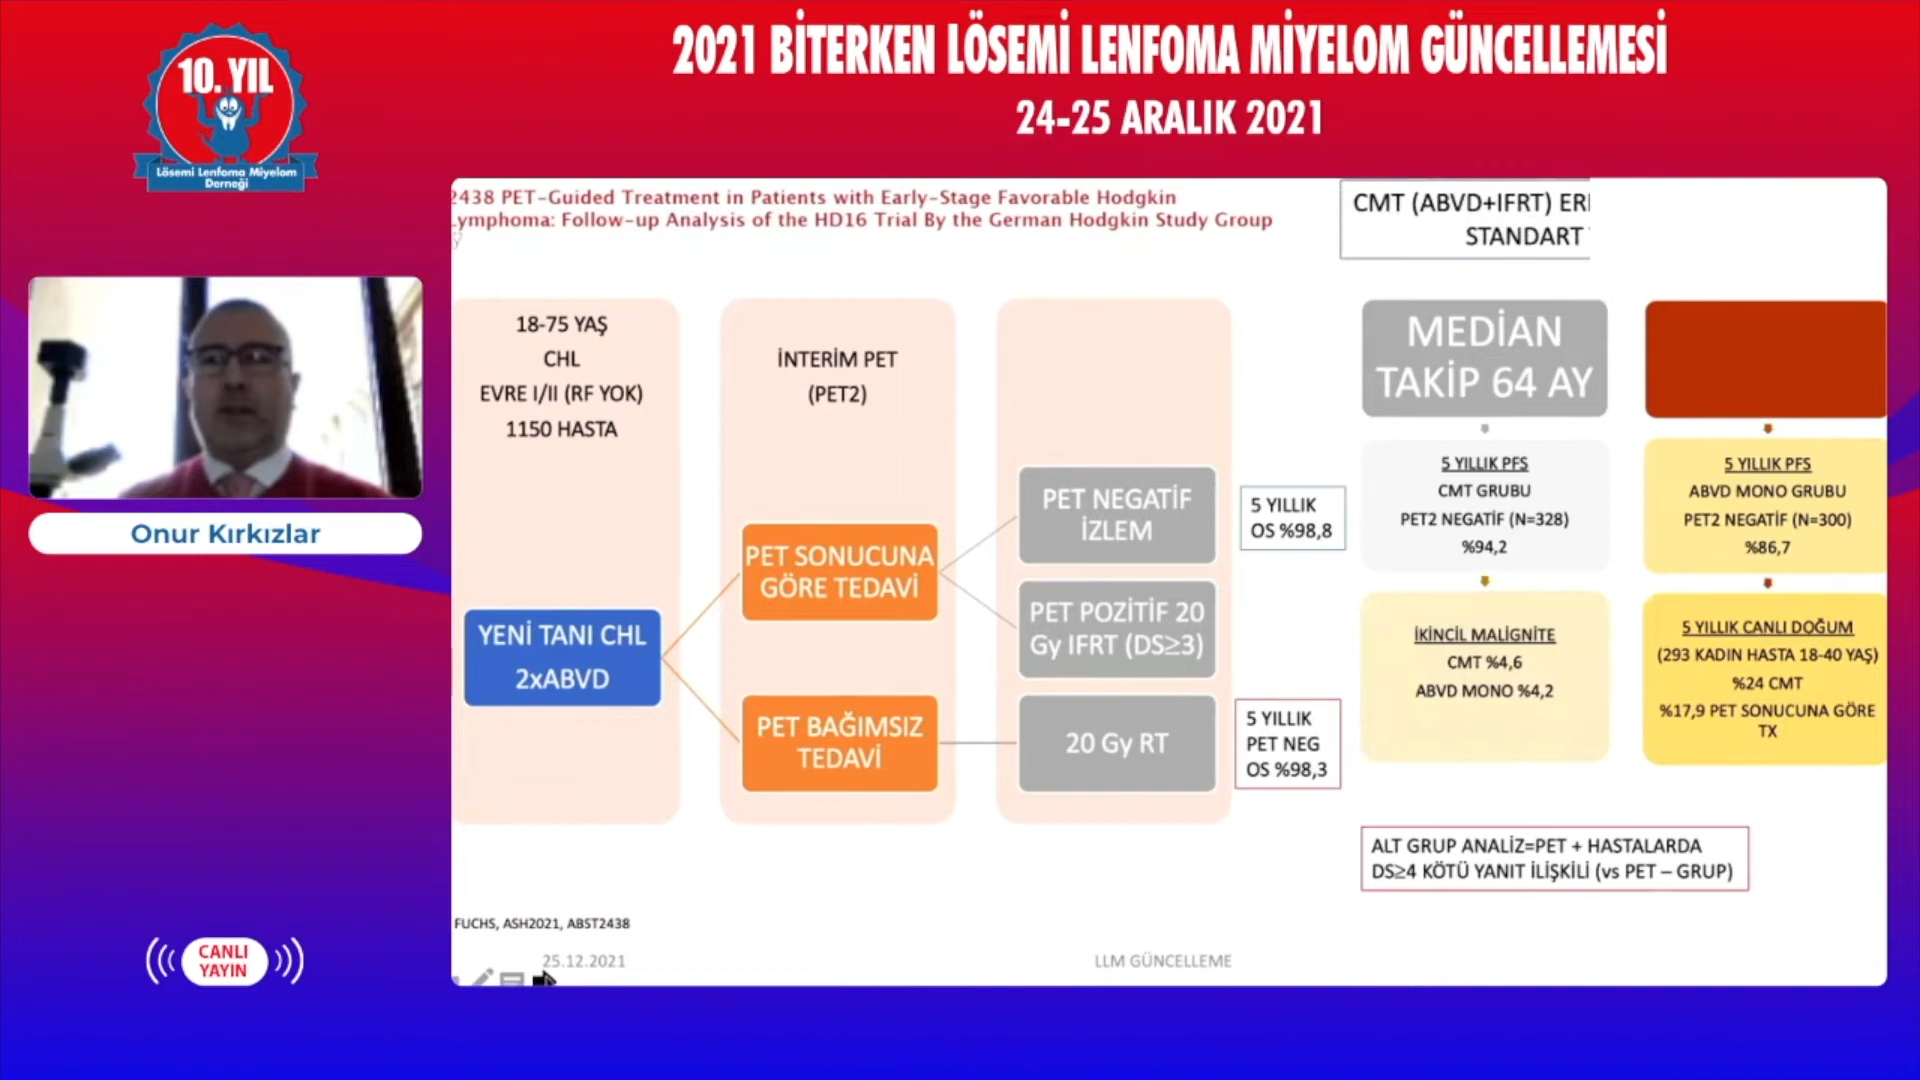 10. YIL
Lösemi Lenfoma Miyelom
Derneği
2021 BİTERKEN LÖSEMİ LENFOMA MİYELOM GÜNCELLEMESİ
24-25 ARALIK 2021
Onur Kırkızlar
CANLI
YAYIN
2438 PET-Guided Treatment in Patients with Early-Stage Favorable Hodgkin
ymphoma: Follow-up Analysis of the HD16 Trial By the German Hodgkin Study Group
CMT (ABVD+IFRT) ER
STANDART
18-75 YAŞ
CHL
EVRE I/II (RF YOK)
1150 HASTA
YENİ TANI CHL
2xABVD
İNTERİM PET
(PET2)
PET SONUCUNA
GÖRE TEDAVİ
PET BAĞIMSIZ
TEDAVİ
PET NEGATİF
İZLEM
PET POZİTİF 20
Gy IFRT (DS≥3)
20 Gy RT
5 YILLIK
OS %98,8
5 YILLIK
PET NEG
OS %98,3
MEDİAN
TAKİP 64 AY
5 YILLIK PFS
CMT GRUBU
PET2 NEGATİF (N=328)
%94,2
İKİNCİL MALİGNİTE
CMT %4,6
ABVD MONO %4,2
5 YILLIK PFS
ABVD MONO GRUBU
PET2 NEGATİF (N=300)
%86,7
5 YILLIK CANLI DOĞUM
(293 KADIN HASTA 18-40 YAŞ)
%24 CMT
%17,9 PET SONUCUNA GÖRE
TX
ALT GRUP ANALİZ=PET + HASTALARDA
DS≥4 KÖTÜ YANIT İLİŞKİLİ (vs PET – GRUP)
FUCHS, ASH2021, ABST2438
25.12.2021
LLM GÜNCELLEME